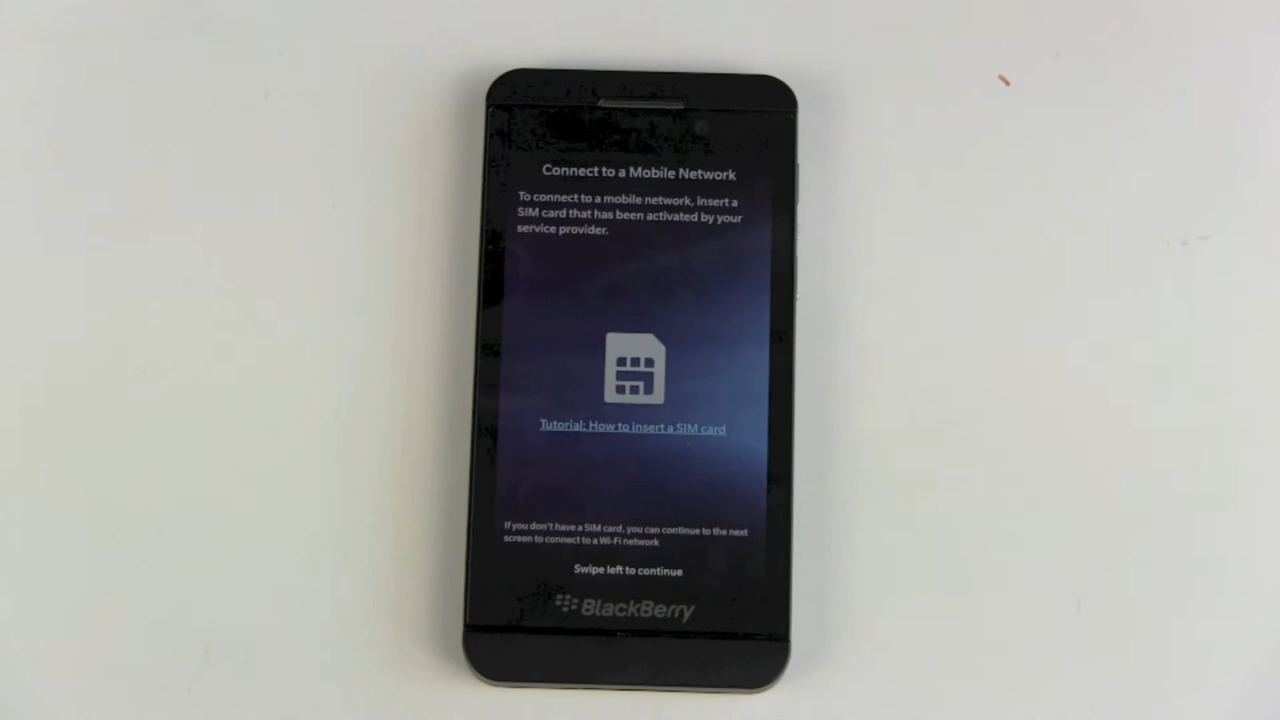 Connect to a Mobile Network
To connect to a mobile network, insert a
SIM card that has been activated by your
service provider.
Tutorial: How to insert a SIM card
If you don't have a SIM card, you can continue to the next
screen to connect to a Wi-Fi network
Swipe left to continue
BlackBerry